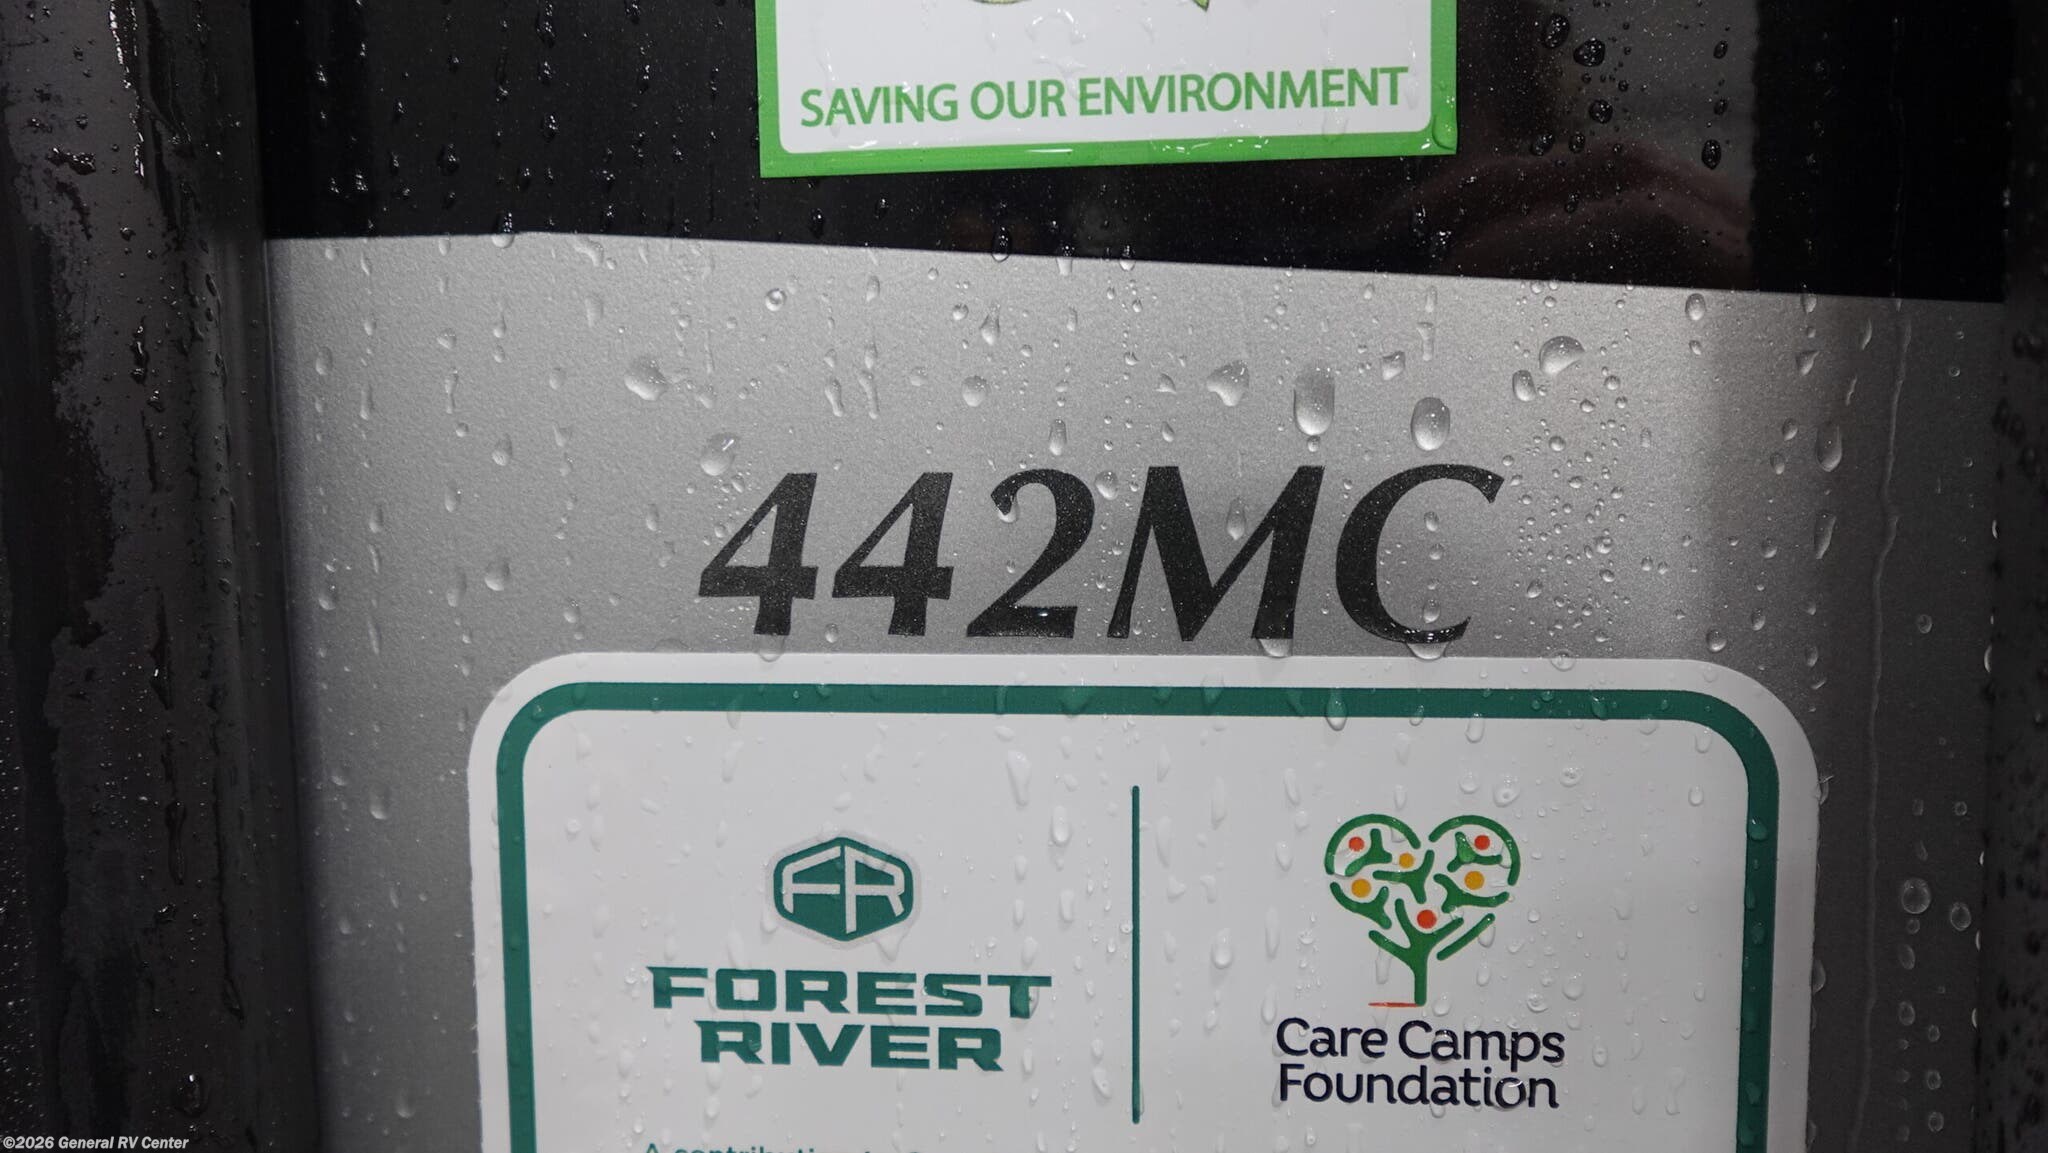 SAVING OUR ENVIRONMENT
442MC
FR
FOREST
RIVER
Care Camps
Foundation
©2026 General RV Center